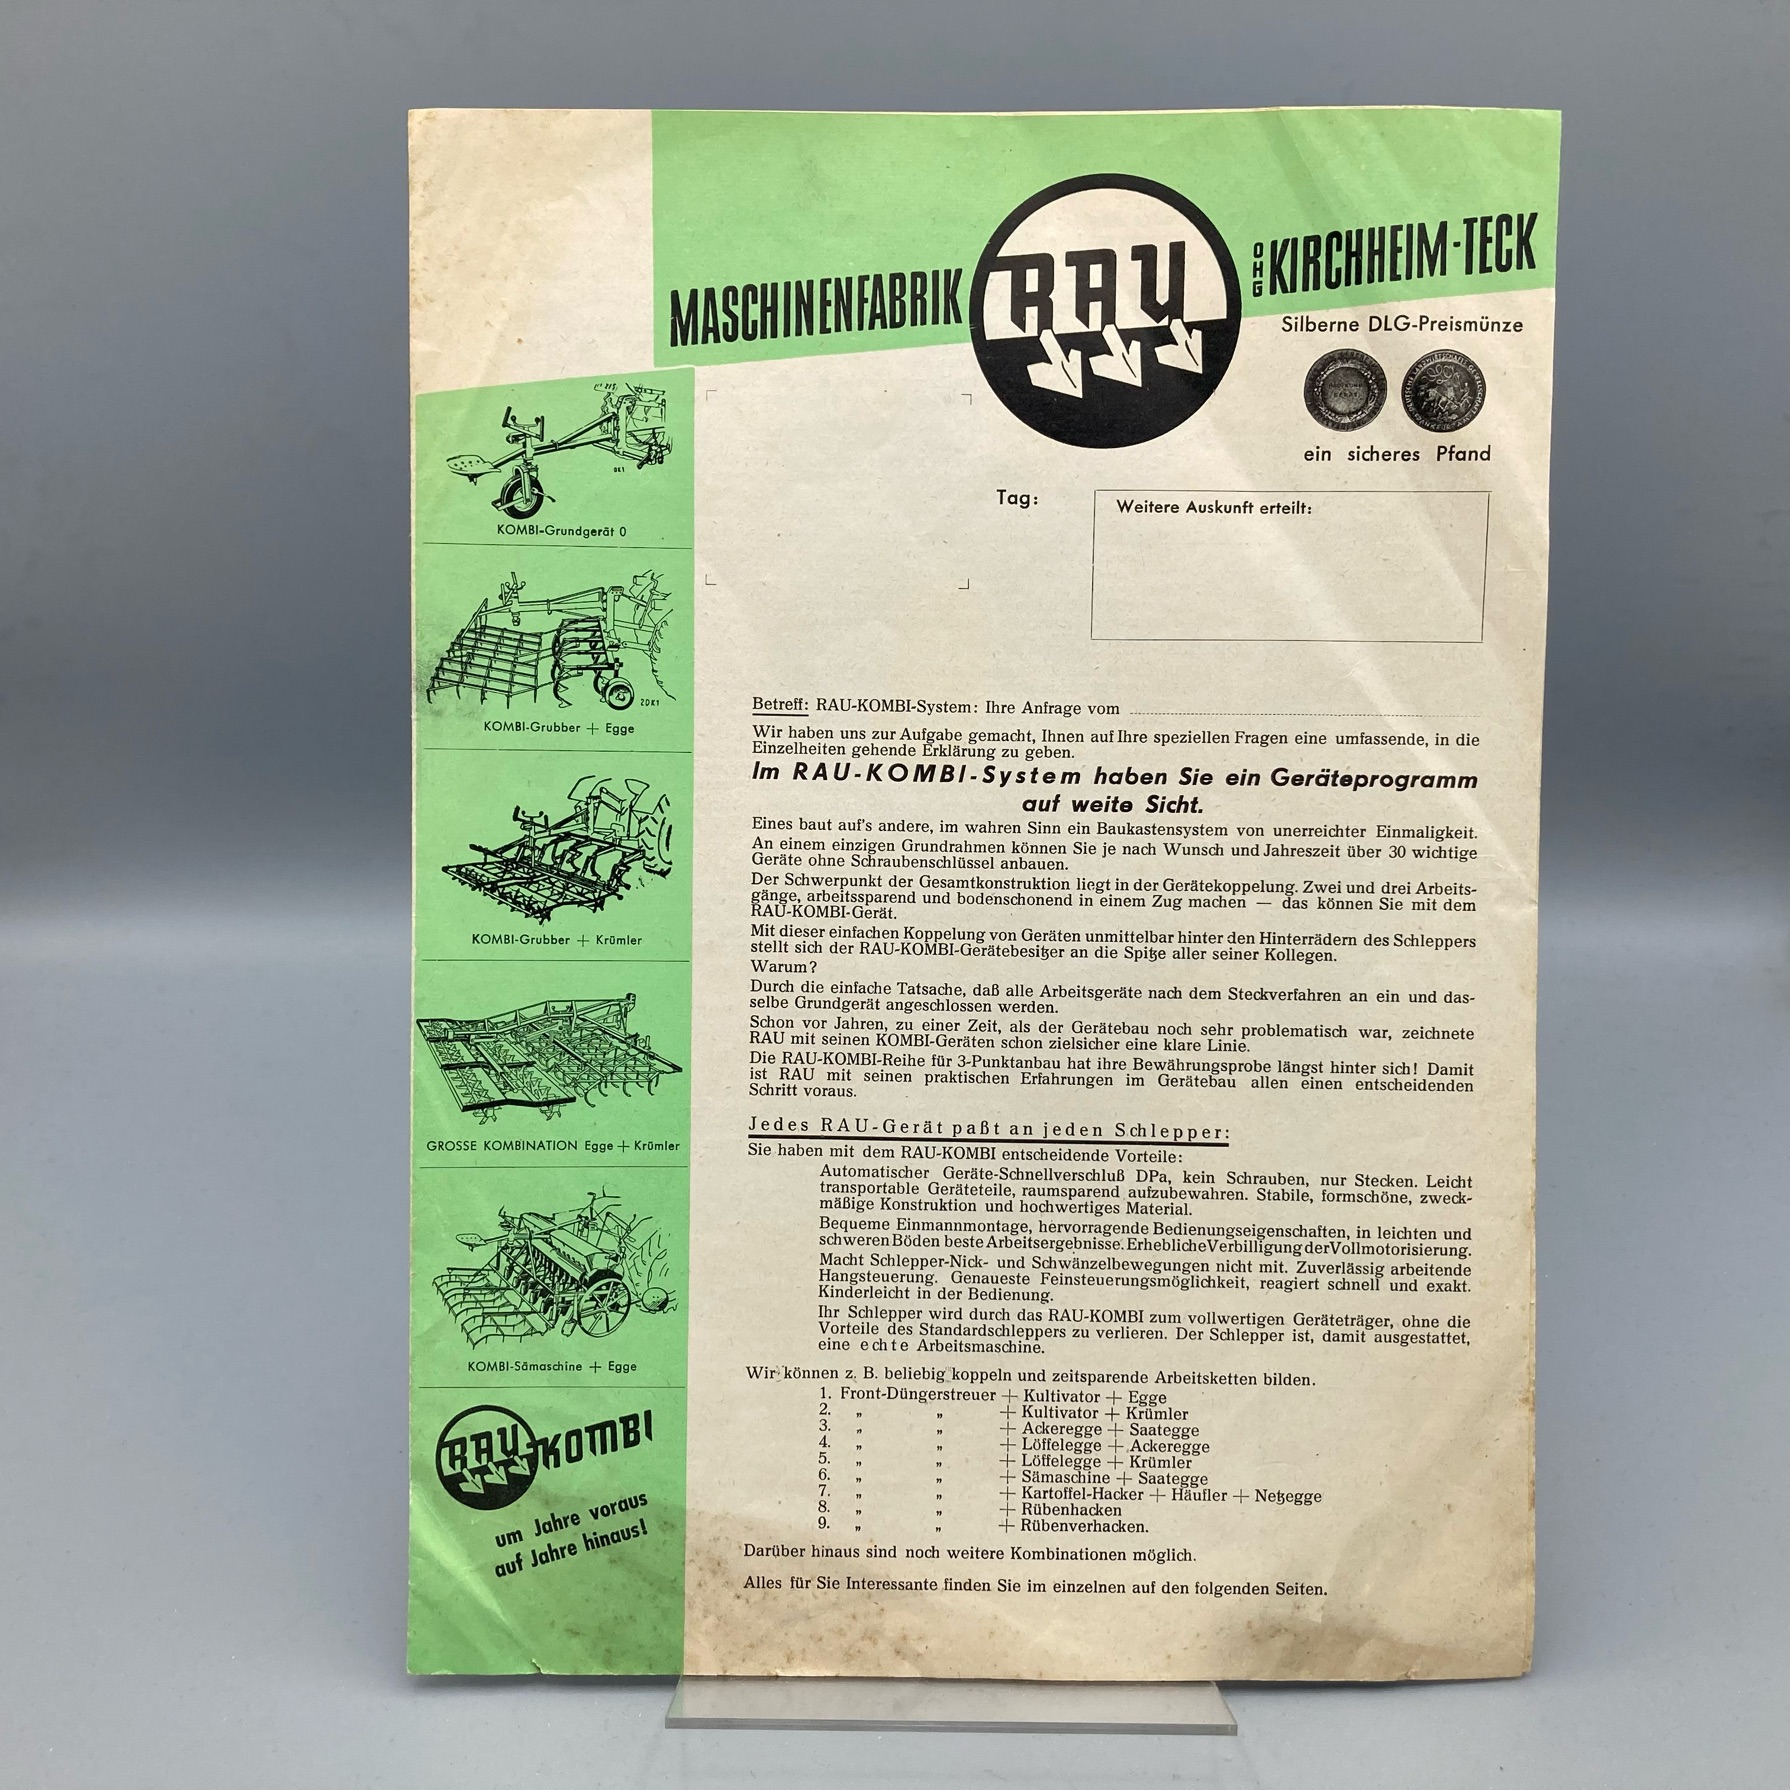 MASCHINENFABRIK RAU OHG KIRCHHEIM-TECK
Silberne DLG-Preismünze
ein sicheres Pfand
Tag:
Weitere Auskunft erteilt:
KOMBI-Grundgerät 0
2DK1
KOMBI-Grubber + Egge
KOMBI-Grubber + Krümler
GROSSE KOMBINATION Egge + Krümler
KOMBI-Sämaschine + Egge
RAU-KOMBI
um Jahre voraus
auf Jahre hinaus!
Betreff: RAU-KOMBI-System: Ihre Anfrage vom
Wir haben uns zur Aufgabe gemacht, Ihnen auf Ihre speziellen Fragen eine umfassende, in die
Einzelheiten gehende Erklärung zu geben.
Im RAU-KOMBI-System haben Sie ein Geräteprogramm
auf weite Sicht.
Eines baut auf's andere, im wahren Sinn ein Baukastensystem von unerreichter Einmaligkeit.
An einem einzigen Grundrahmen können Sie je nach Wunsch und Jahreszeit über 30 wichtige
Geräte ohne Schraubenschlüssel anbauen.
Der Schwerpunkt der Gesamtkonstruktion liegt in der Gerätekoppelung. Zwei und drei Arbeits-
gänge, arbeitssparend und bodenschonend in einem Zug machen — das können Sie mit dem
RAU-KOMBI-Gerät.
Mit dieser einfachen Koppelung von Geräten unmittelbar hinter den Hinterrädern des Schleppers
stellt sich der RAU-KOMBI-Gerätebesitzer an die Spitze aller seiner Kollegen.
Warum?
Durch die einfache Tatsache, daß alle Arbeitsgeräte nach dem Steckverfahren an ein und das-
selbe Grundgerät angeschlossen werden.
Schon vor Jahren, zu einer Zeit, als der Gerätebau noch sehr problematisch war, zeichnete
RAU mit seinen KOMBI-Geräten schon zielsicher eine klare Linie.
Die RAU-KOMBI-Reihe für 3-Punktanbau hat ihre Bewährungsprobe längst hinter sich! Damit
ist RAU mit seinen praktischen Erfahrungen im Gerätebau allen einen entscheidenden
Schritt voraus.
Jedes RAU-Gerät paßt an jeden Schlepper:
Sie haben mit dem RAU-KOMBI entscheidende Vorteile:
Automatischer Geräte-Schnellverschluß DPa, kein Schrauben, nur Stecken. Leicht
transportable Geräteteile, raumsparend aufzubewahren. Stabile, formschöne, zweck-
mäßige Konstruktion und hochwertiges Material.
Bequeme Einmannmontage, hervorragende Bedienungseigenschaften, in leichten und
schweren Böden beste Arbeitsergebnisse. Erhebliche Verbilligung der Vollmotorisierung.
Macht Schlepper-Nick- und Schwänzelbewegungen nicht mit. Zuverlässig arbeitende
Hangsteuerung. Genaueste Feinsteuerungsmöglichkeit, reagiert schnell und exakt.
Kinderleicht in der Bedienung.
Ihr Schlepper wird durch das RAU-KOMBI zum vollwertigen Geräteträger, ohne die
Vorteile des Standardschleppers zu verlieren. Der Schlepper ist, damit ausgestattet,
eine echte Arbeitsmaschine.
Wir können z. B. beliebig koppeln und zeitsparende Arbeitsketten bilden.
1. Front-Düngerstreuer + Kultivator + Egge
2. „ „ + Kultivator + Krümler
3. „ „ + Ackeregge + Saategge
4. „ „ + Löffelegge + Ackeregge
5. „ „ + Löffelegge + Krümler
6. „ „ + Sämaschine + Saategge
7. „ „ + Kartoffel-Hacker + Häufler + Netzegge
8. „ „ + Rübenhacken
9. „ „ + Rübenverhacken.
Darüber hinaus sind noch weitere Kombinationen möglich.
Alles für Sie Interessante finden Sie im einzelnen auf den folgenden Seiten.